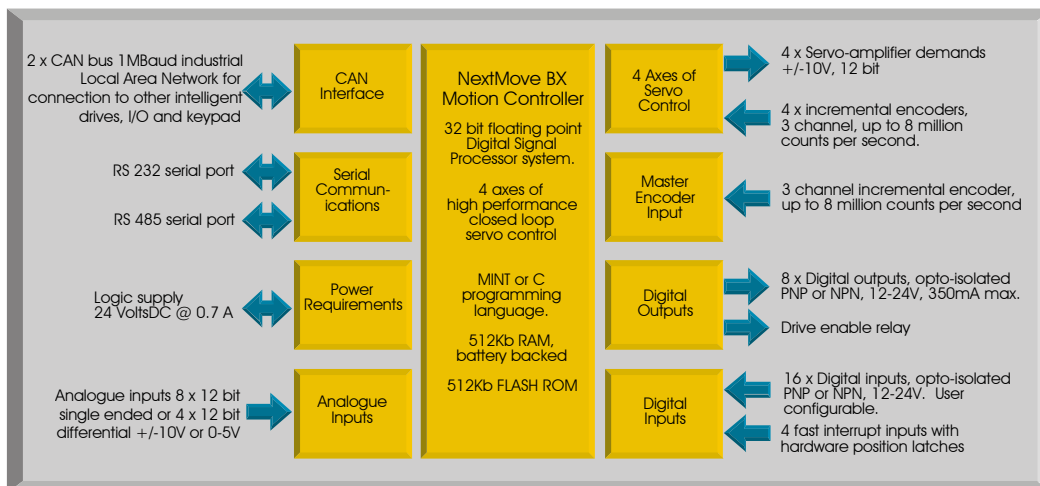 2 x CAN bus 1MBaud industrial
Local Area Network for
connection to other intelligent
drives, I/O and keypad
CAN
Interface
RS 232 serial port
RS 485 serial port
Serial
Commun-
ications
Logic supply
24 VoltsDC @ 0.7 A
Power
Requirements
Analogue inputs 8 x 12 bit
single ended or 4 x 12 bit
differential +/-10V or 0-5V
Analogue
Inputs
NextMove BX
Motion Controller
32 bit floating point
Digital Signal
Processor system.
4 axes of
high performance
closed loop
servo control
MINT or C
programming
language.
512Kb RAM,
battery backed
512Kb FLASH ROM
4 Axes of
Servo
Control
4 x Servo-amplifier demands
+/-10V, 12 bit
4 x incremental encoders,
3 channel, up to 8 million
counts per second.
Master
Encoder
Input
3 channel incremental encoder,
up to 8 million counts per second
Digital
Outputs
8 x Digital outputs, opto-isolated
PNP or NPN, 12-24V, 350mA max.
Drive enable relay
Digital
Inputs
16 x Digital inputs, opto-isolated
PNP or NPN, 12-24V. User
configurable.
4 fast interrupt inputs with
hardware position latches